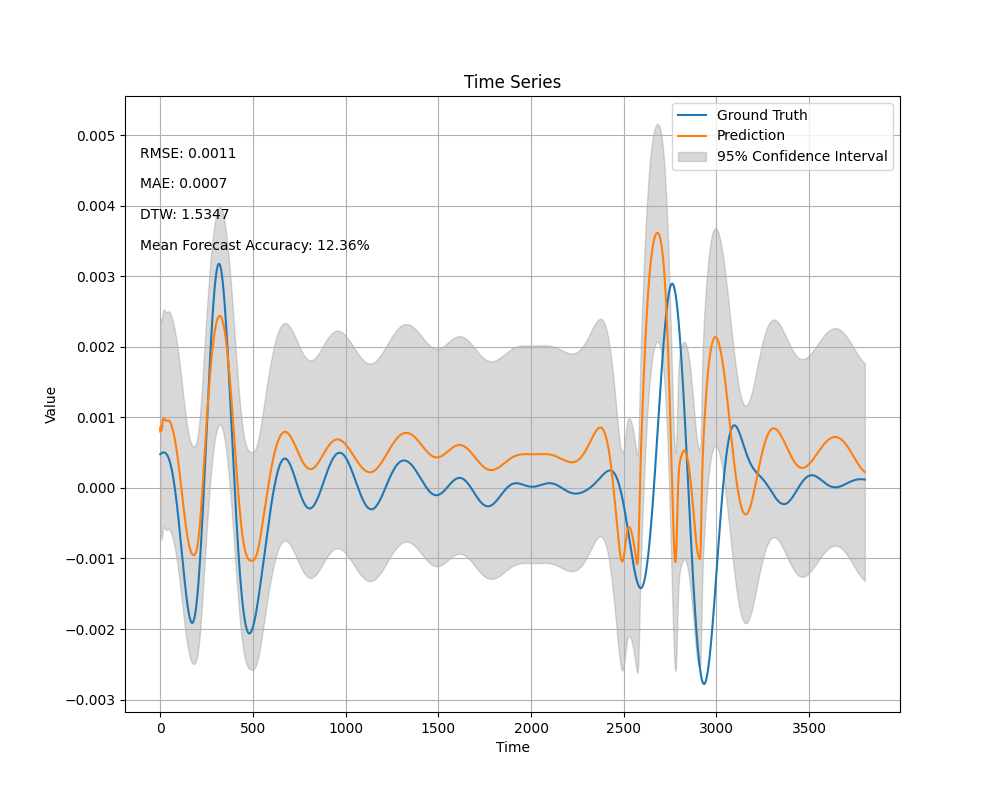 Time Series
Ground Truth
Prediction
95% Confidence Interval
RMSE: 0.0011
MAE: 0.0007
DTW: 1.5347
Mean Forecast Accuracy: 12.36%
Value
0.005
0.004
0.003
0.002
0.001
0.000
−0.001
−0.002
−0.003
0 500 1000 1500 2000 2500 3000 3500
Time